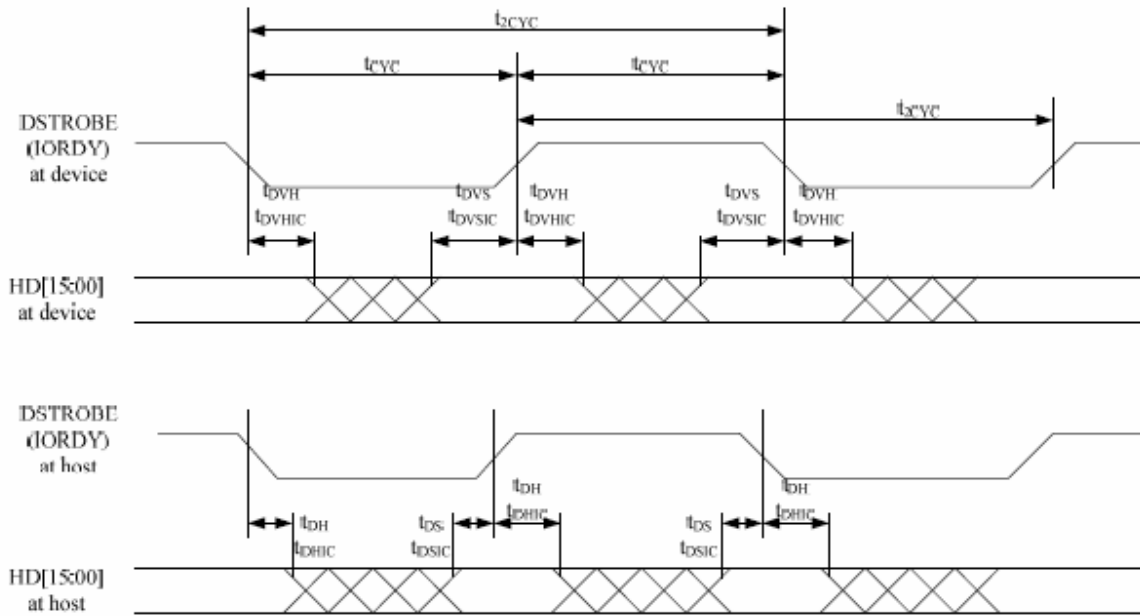 t2CYC
tCYC tCYC
t2CYC
DSTROBE
(IORDY)
at device
tDVH tDVS tDVH tDVS tDVH
tDVHIC tDVSIC tDVHIC tDVSIC tDVHIC
HD[15:00]
at device
DSTROBE
(IORDY)
at host
tDH tDH
tDHIC tDHIC
tDH tDS tDS
tDHIC tDSIC tDSIC
HD[15:00]
at host